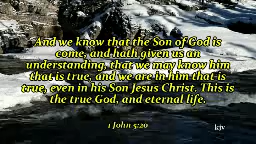 And we know that the Son of God is
come, and hath given us an
understanding, that we may know him
that is true, and we are in him that is
true, even in his Son Jesus Christ. This is
the true God, and eternal life.
1 John 5:20
kjv